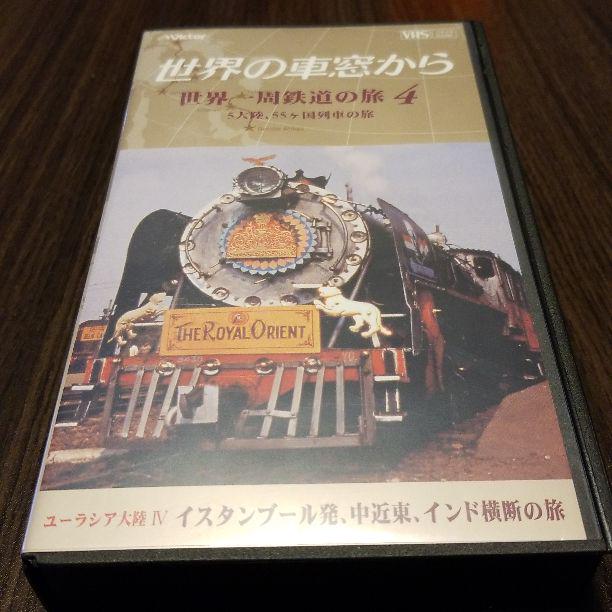 Victor
VHS
世界の車窓から
世界一周鉄道の旅 4
5大陸、55ヶ国列車の旅
THE ROYAL ORIENT
ユーラシア大陸 IV イスタンブール発、中近東、インド横断の旅